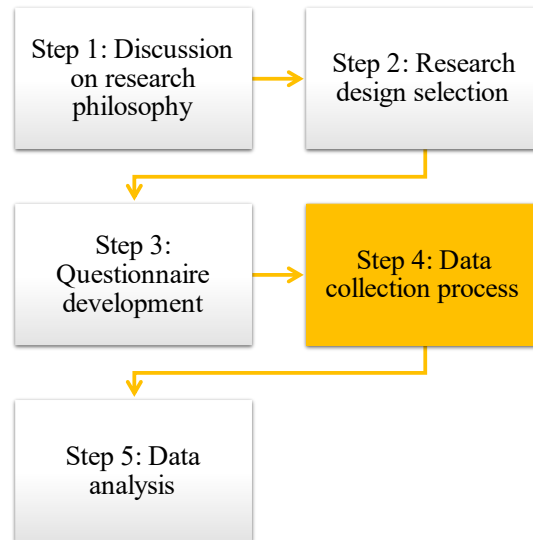 Step 1: Discussion
on research
philosophy
Step 2: Research
design selection
Step 3:
Questionnaire
development
Step 4: Data
collection process
Step 5: Data
analysis